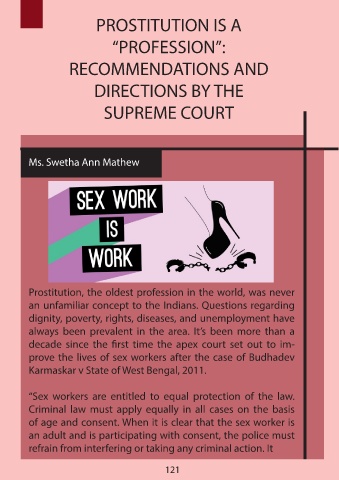 PROSTITUTION IS A
“PROFESSION”:
RECOMMENDATIONS AND
DIRECTIONS BY THE
SUPREME COURT
Ms. Swetha Ann Mathew
SEX WORK
IS
WORK
Prostitution, the oldest profession in the world, was never
an unfamiliar concept to the Indians. Questions regarding
dignity, poverty, rights, diseases, and unemployment have
always been prevalent in the area. It’s been more than a
decade since the first time the apex court set out to im-
prove the lives of sex workers after the case of Budhadev
Karmaskar v State of West Bengal, 2011.
“Sex workers are entitled to equal protection of the law.
Criminal law must apply equally in all cases on the basis
of age and consent. When it is clear that the sex worker is
an adult and is participating with consent, the police must
refrain from interfering or taking any criminal action. It
121